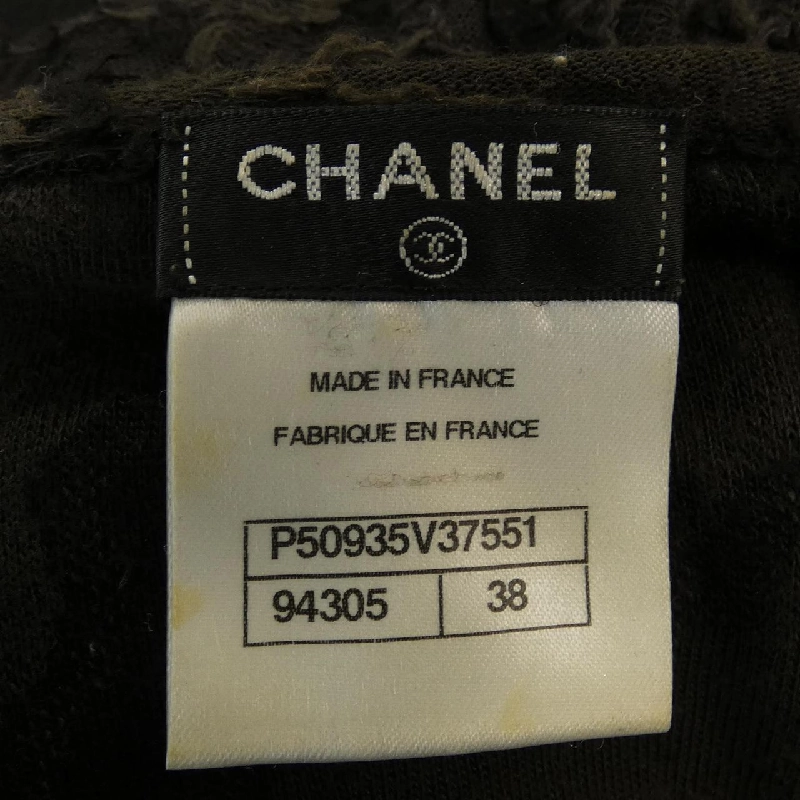 CHANEL
MADE IN FRANCE
FABRIQUE EN FRANCE
P50935V37551
94305 38